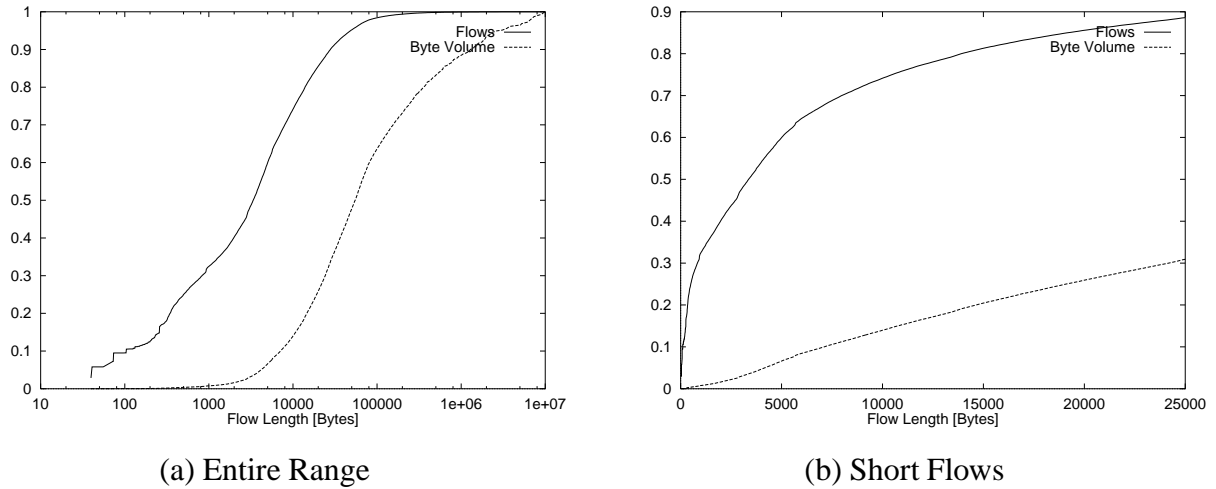 1
0.9
0.8
0.7
0.6
0.5
0.4
0.3
0.2
0.1
0
10 100 1000 10000 100000 1e+06 1e+07
Flow Length [Bytes]
Flows
Byte Volume
(a) Entire Range
0.9
0.8
0.7
0.6
0.5
0.4
0.3
0.2
0.1
0
0 5000 10000 15000 20000 25000
Flow Length [Bytes]
Flows
Byte Volume
(b) Short Flows